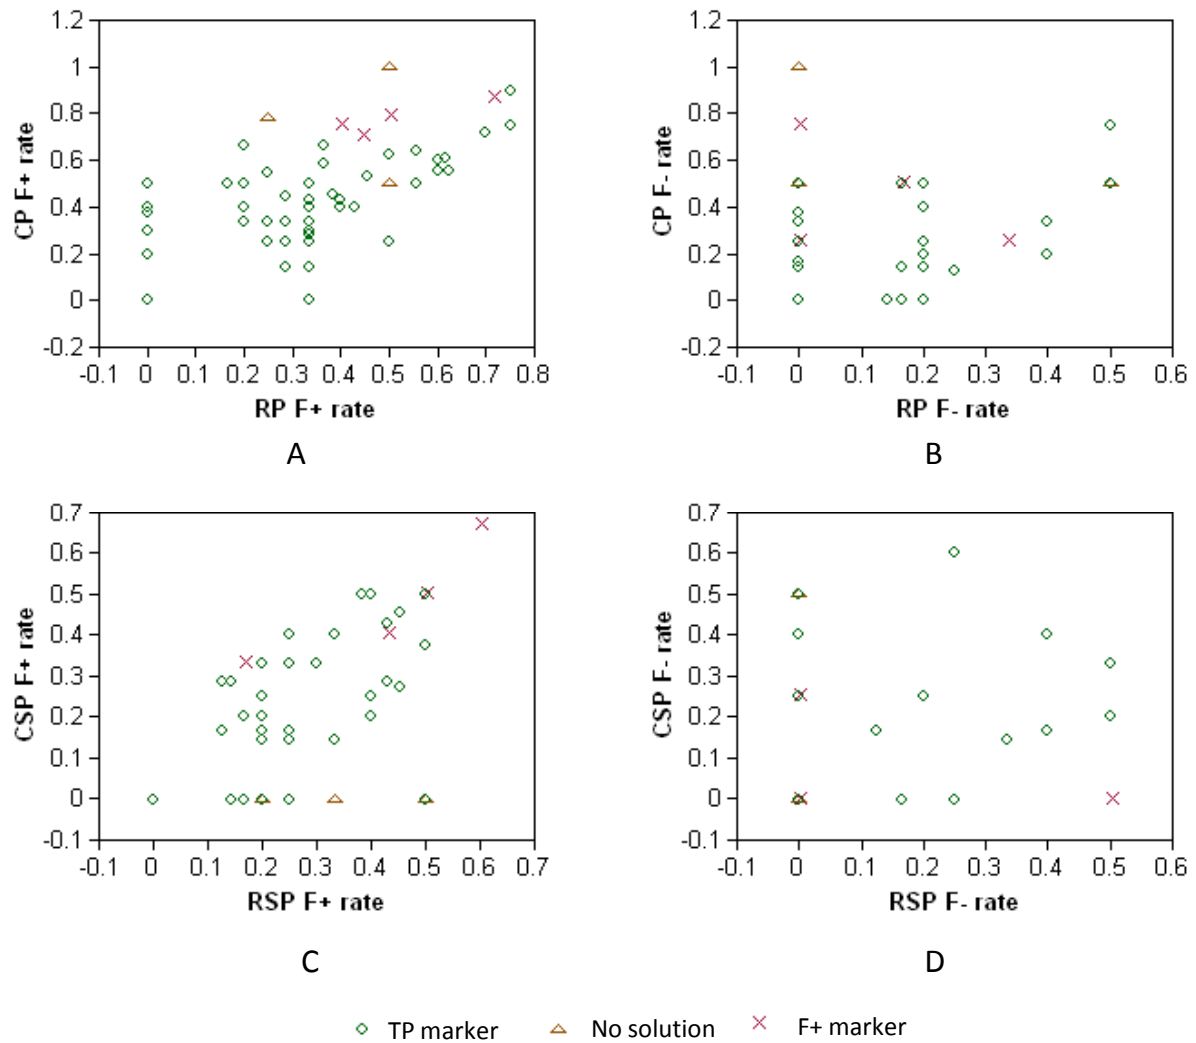 1.2
1
0.8
0.6
0.4
0.2
0
-0.2
CP F+ rate
-0.1 0 0.1 0.2 0.3 0.4 0.5 0.6 0.7 0.8
RP F+ rate
A
1.2
1
0.8
0.6
0.4
0.2
0
-0.2
CP F- rate
-0.1 0 0.1 0.2 0.3 0.4 0.5 0.6
RP F- rate
B
0.7
0.6
0.5
0.4
0.3
0.2
0.1
0
-0.1
CSP F+ rate
-0.1 0 0.1 0.2 0.3 0.4 0.5 0.6 0.7
RSP F+ rate
C
0.7
0.6
0.5
0.4
0.3
0.2
0.1
0
-0.1
CSP F- rate
-0.1 0 0.1 0.2 0.3 0.4 0.5 0.6
RSP F- rate
D
TP marker No solution F+ marker